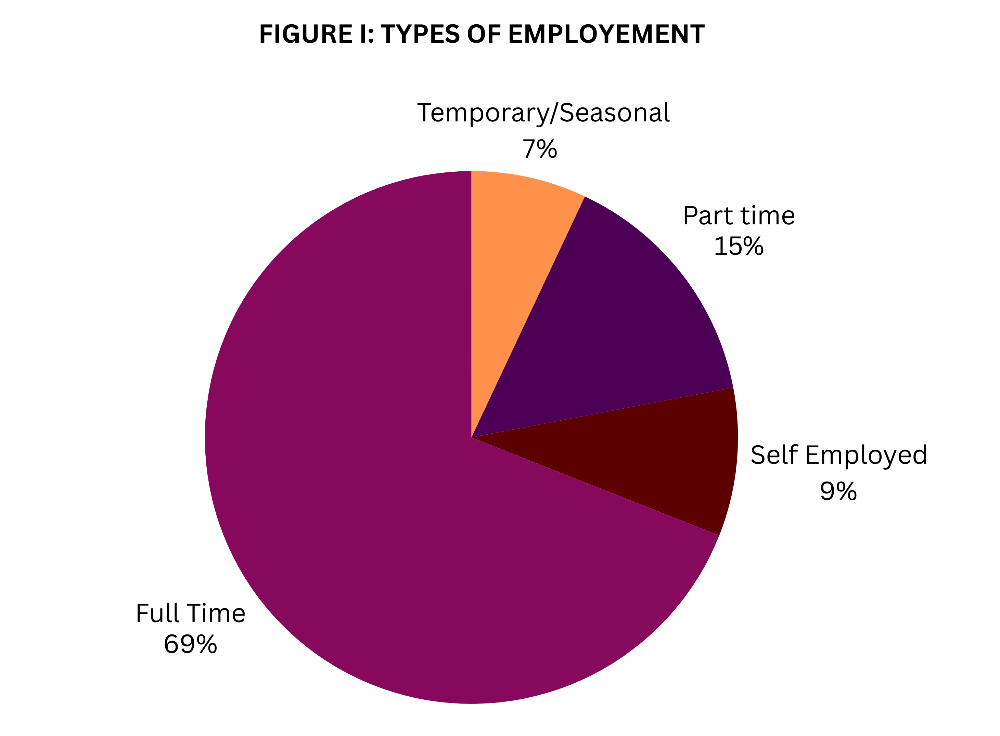 FIGURE I: TYPES OF EMPLOYEMENT
Temporary/Seasonal
7%
Part time
15%
Self Employed
9%
Full Time
69%